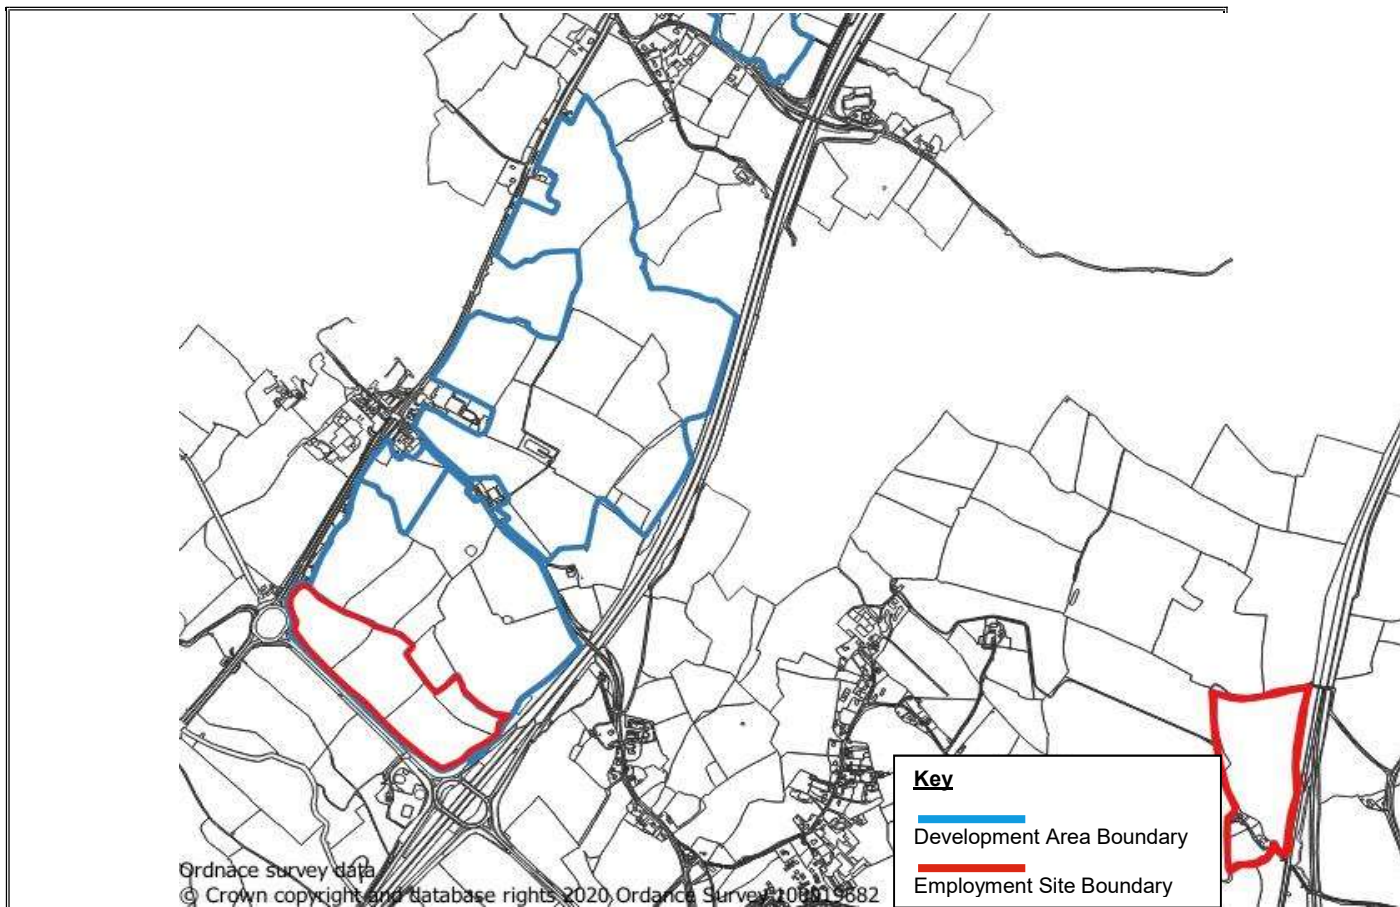 Key
Development Area Boundary
Employment Site Boundary
Ordnace survey data
© Crown copyright and database rights 2020 Ordance Survey